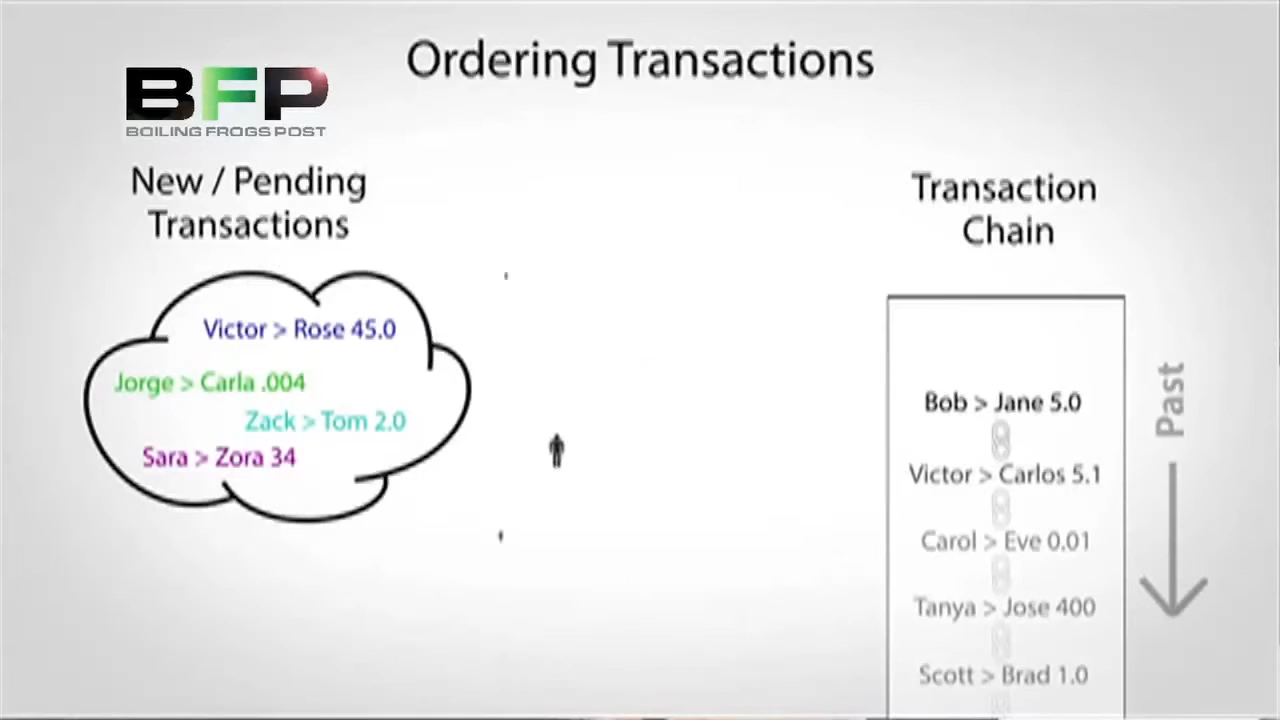 Ordering Transactions
BFP
BOILING FROGS POST
New / Pending
Transactions
Victor > Rose 45.0
Jorge > Carla .004
Zack > Tom 2.0
Sara > Zora 34
Transaction
Chain
Bob > Jane 5.0
Victor > Carlos 5.1
Carol > Eve 0.01
Tanya > Jose 400
Scott > Brad 1.0
Past